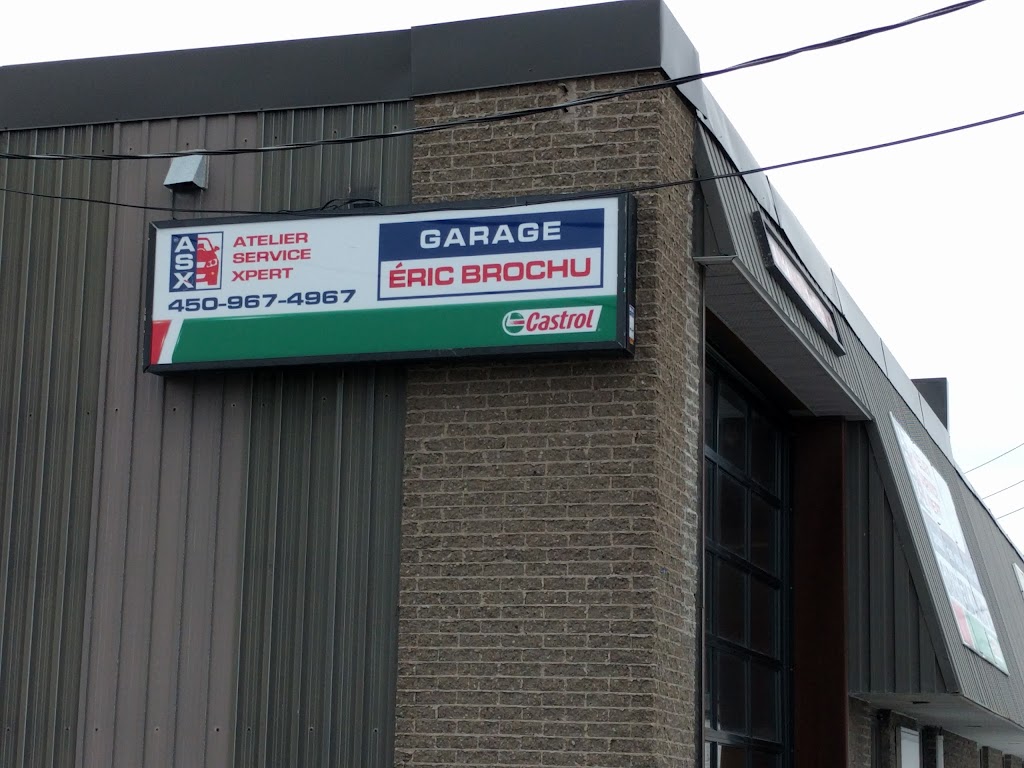 ASX
ATELIER
SERVICE
XPERT
450-967-4967
GARAGE
ÉRIC BROCHU
Castrol